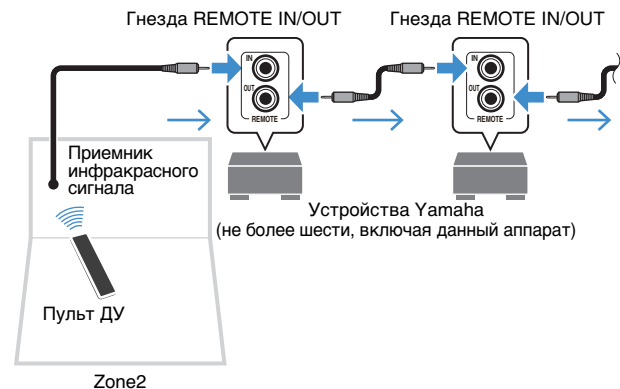 Гнезда REMOTE IN/OUT
Гнезда REMOTE IN/OUT
IN
OUT
REMOTE
IN
OUT
REMOTE
Приемник
инфракрасного
сигнала
Устройства Yamaha
(не более шести, включая данный аппарат)
Пульт ДУ
Zone2